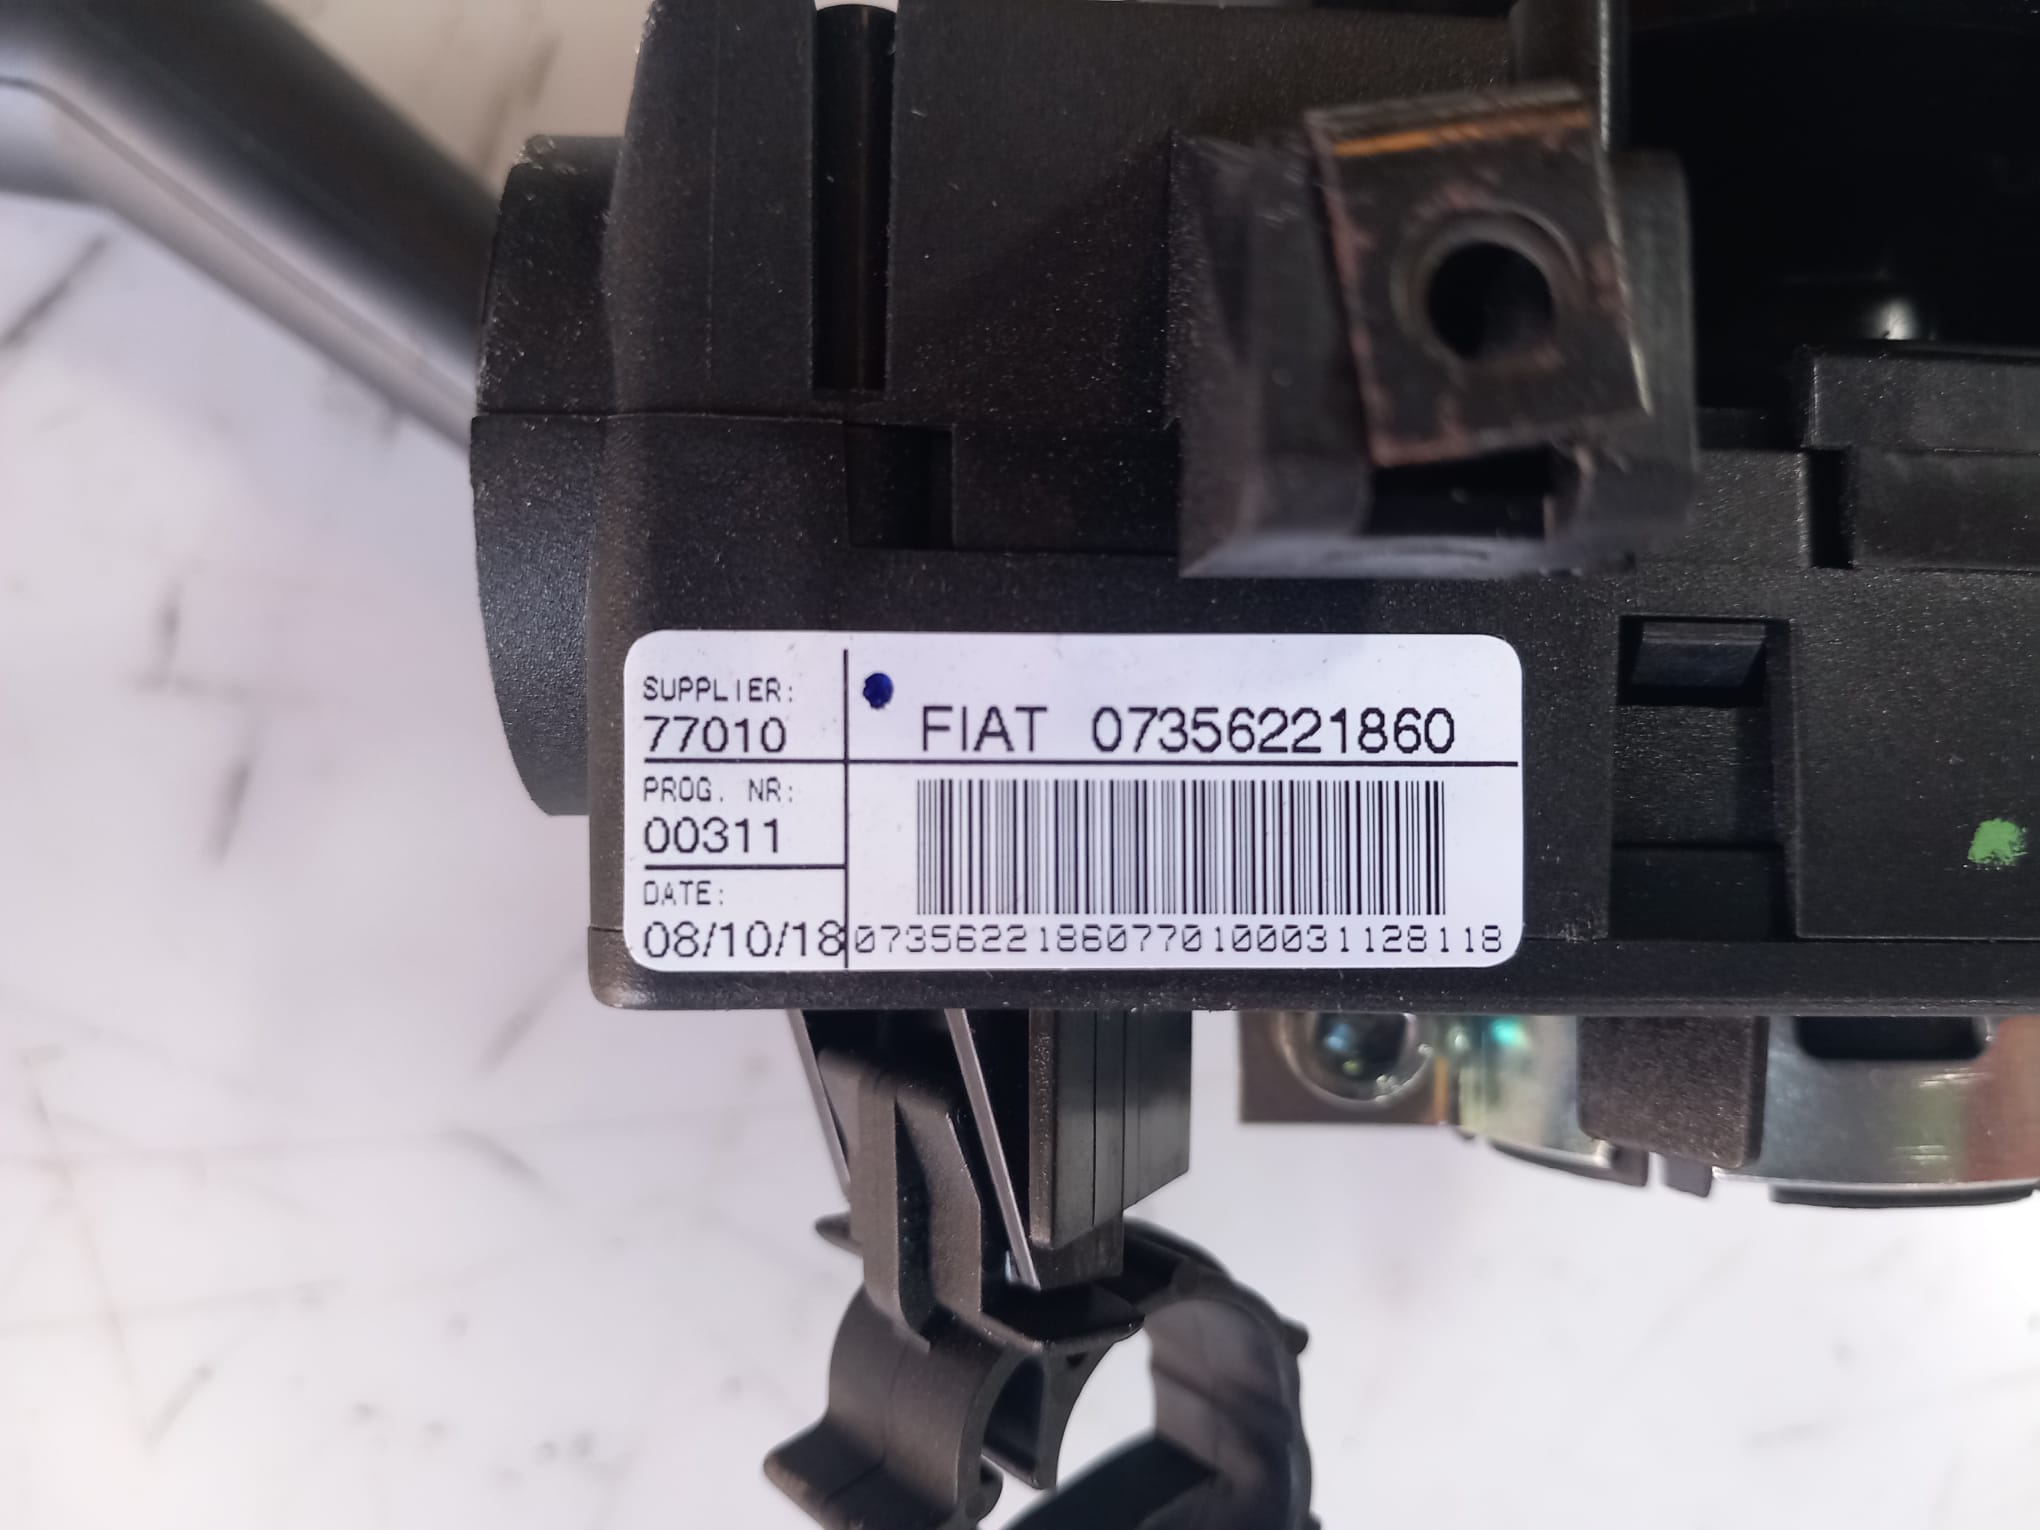 SUPPLIER:
77010
FIAT 07356221860
PROG. NR:
00311
DATE:
08/10/18
07356221860770100031128118